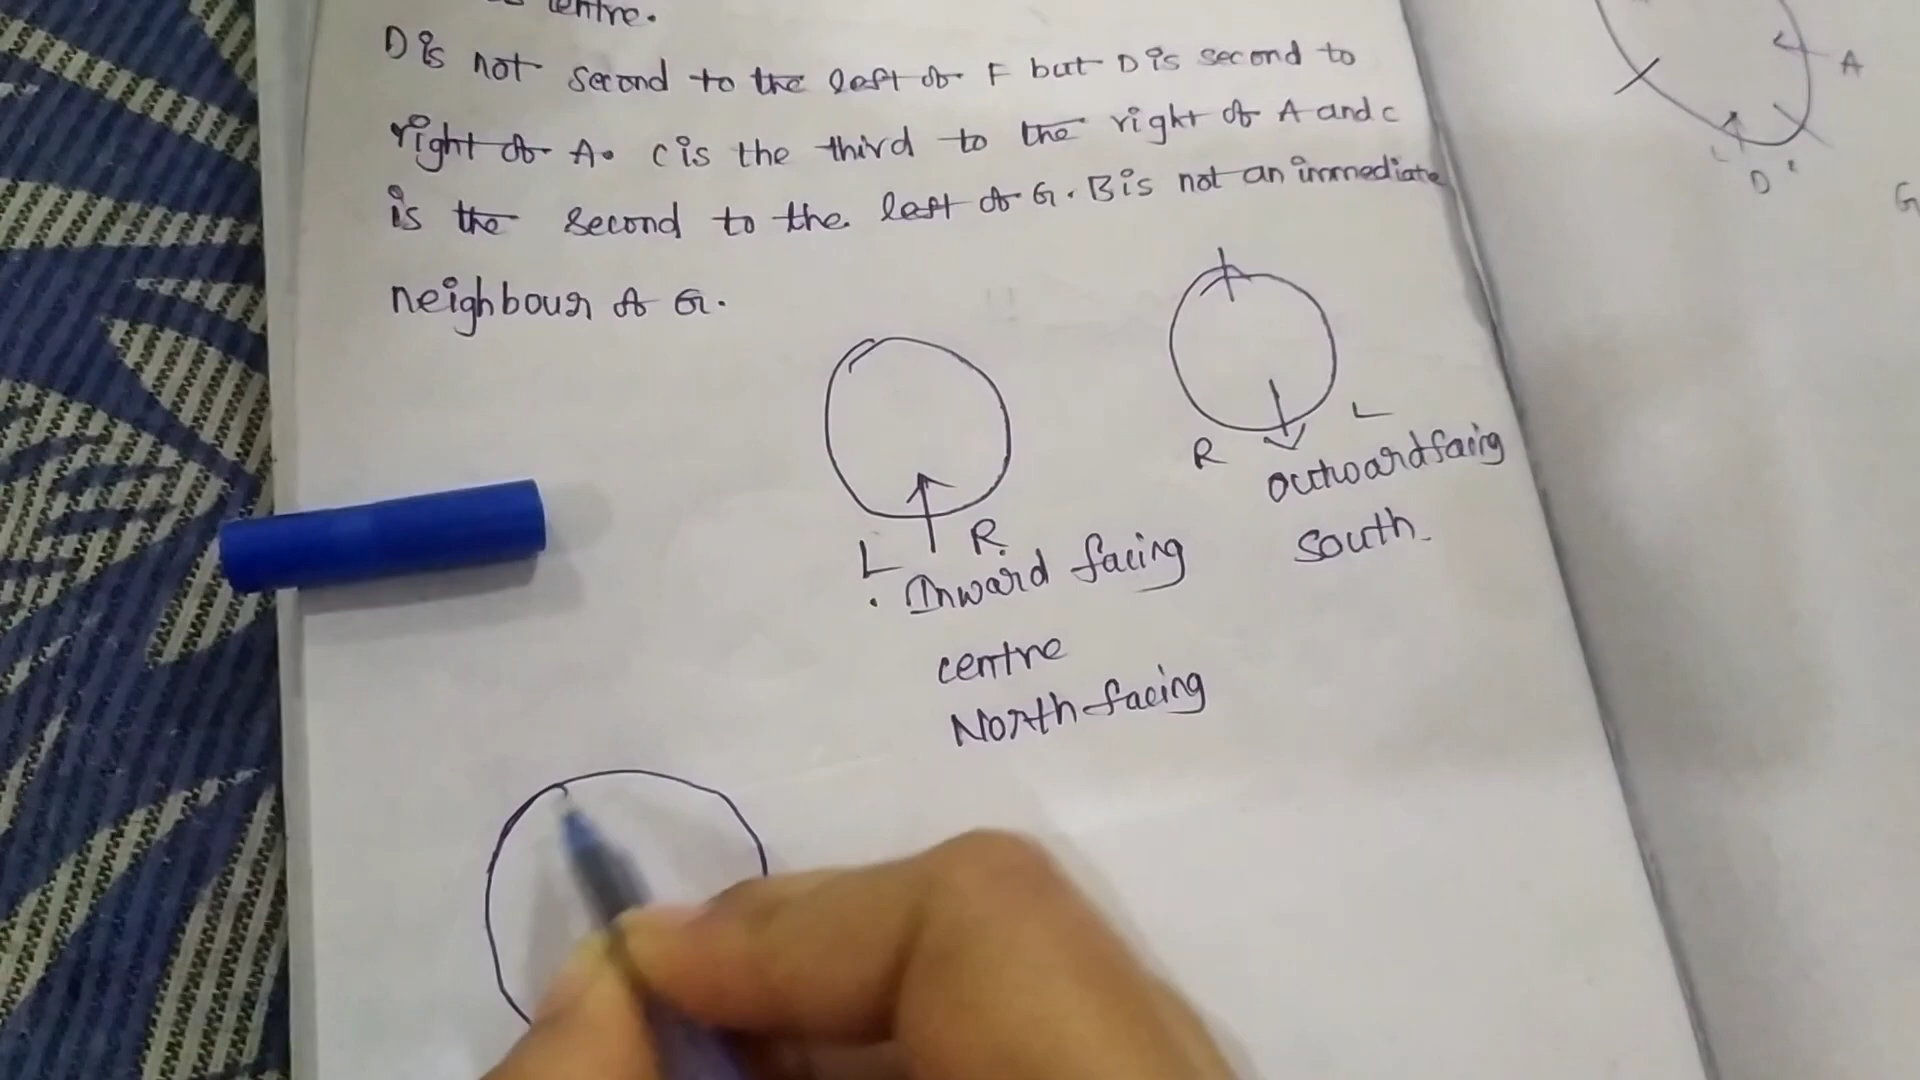 centre.
D is not second to the left of F but D is second to
right of A. C is the third to the right of A and C
is the second to the left of G. B is not an immediate
neighbour of G.
L R
Inward facing
centre
North facing
R L
outward facing
south
A
D
G